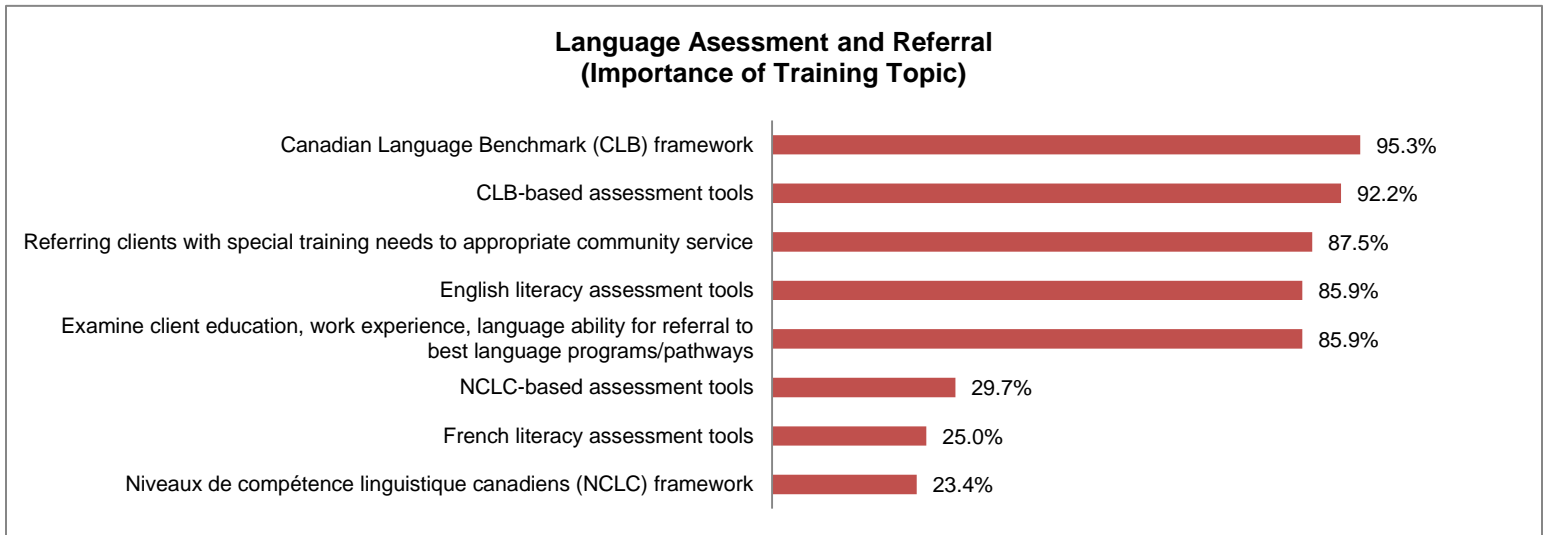 Language Asessment and Referral
(Importance of Training Topic)
Canadian Language Benchmark (CLB) framework
95.3%
CLB-based assessment tools
92.2%
Referring clients with special training needs to appropriate community service
87.5%
English literacy assessment tools
85.9%
Examine client education, work experience, language ability for referral to
best language programs/pathways
85.9%
NCLC-based assessment tools
29.7%
French literacy assessment tools
25.0%
Niveaux de compétence linguistique canadiens (NCLC) framework
23.4%